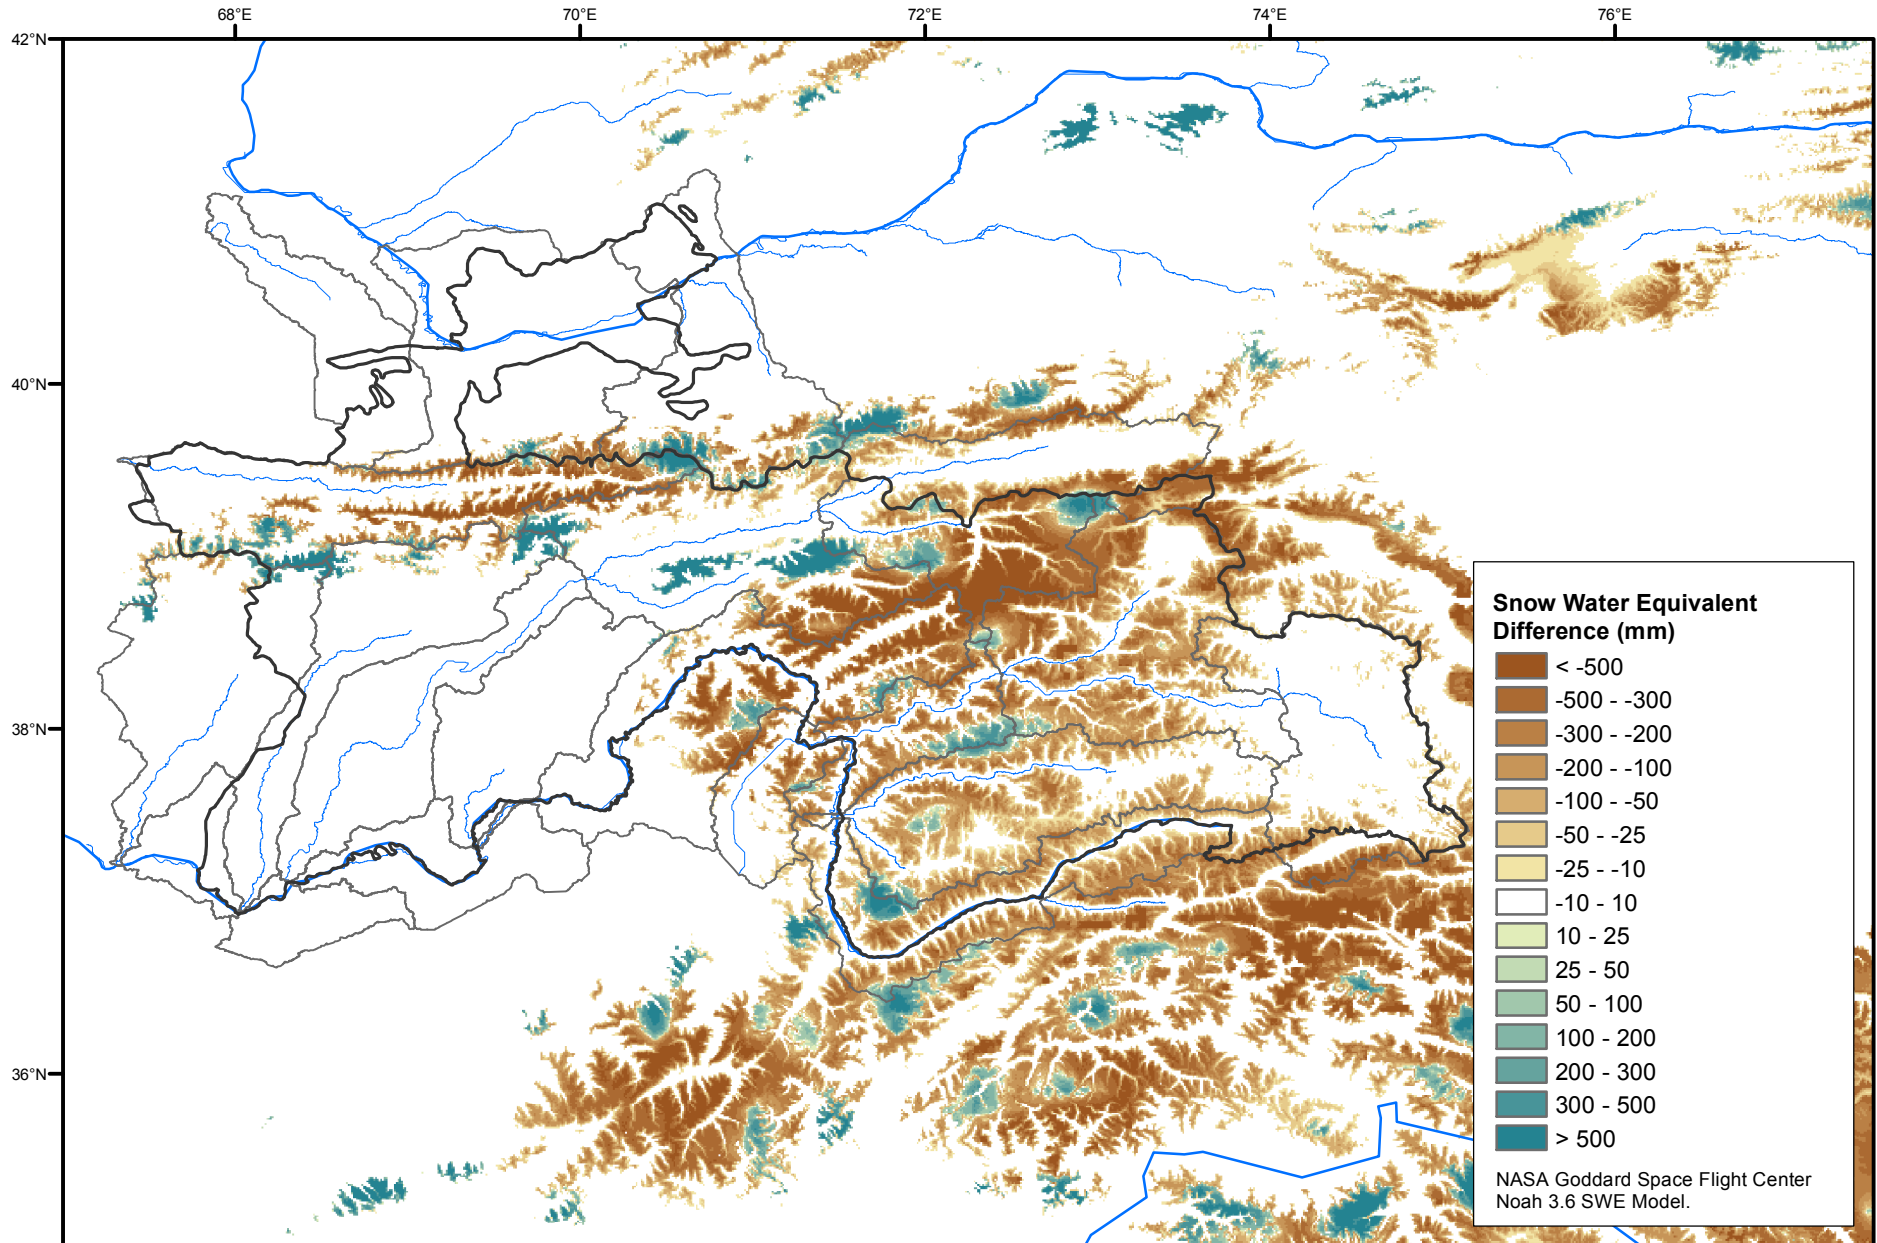 68°E
70°E
72°E
74°E
76°E
42°N
40°N
38°N
36°N
Snow Water Equivalent
Difference (mm)
< -500
-500 - -300
-300 - -200
-200 - -100
-100 - -50
-50 - -25
-25 - -10
-10 - 10
10 - 25
25 - 50
50 - 100
100 - 200
200 - 300
300 - 500
> 500
NASA Goddard Space Flight Center
Noah 3.6 SWE Model.